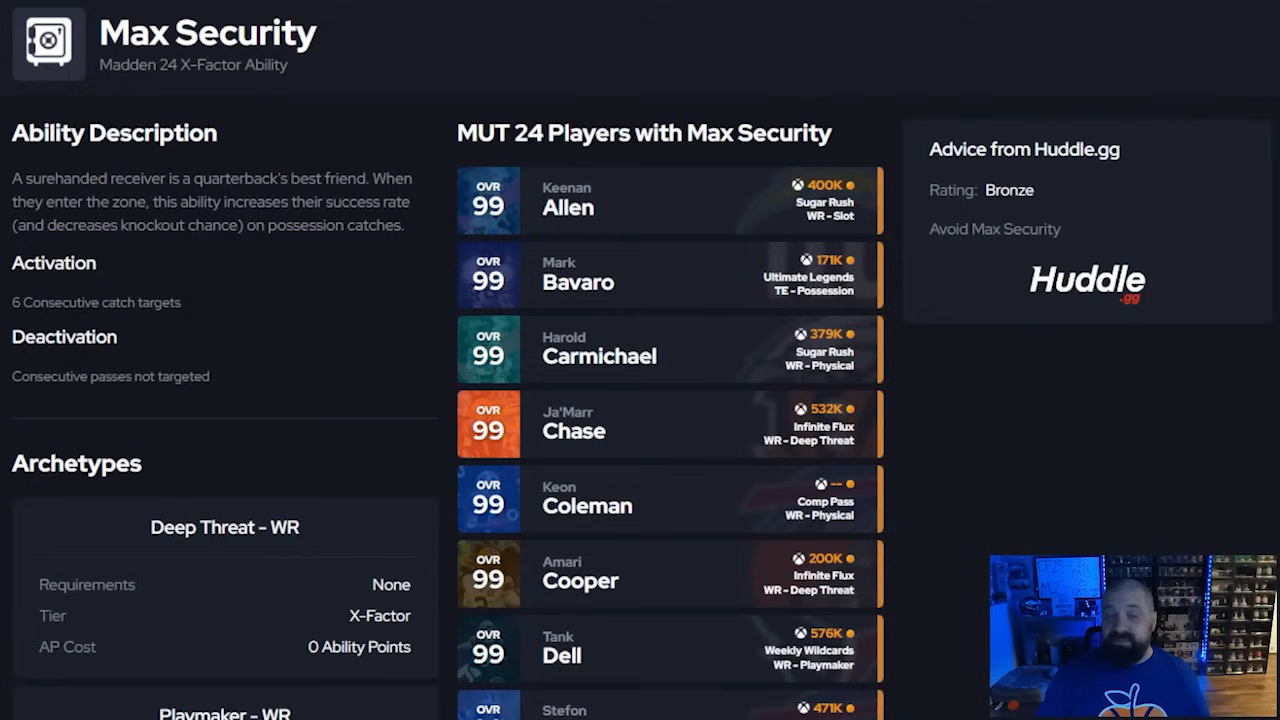 Max Security
Madden 24 X-Factor Ability
Ability Description
A surehanded receiver is a quarterback's best friend. When
they enter the zone, this ability increases their success rate
(and decreases knockout chance) on possession catches.
Activation
6 Consecutive catch targets
Deactivation
Consecutive passes not targeted
Archetypes
Deep Threat - WR
Requirements None
Tier X-Factor
AP Cost 0 Ability Points
Playmaker - WR
MUT 24 Players with Max Security
OVR
99
Keenan
Allen
400K
Sugar Rush
WR - Slot
OVR
99
Mark
Bavaro
171K
Ultimate Legends
TE - Possession
OVR
99
Harold
Carmichael
379K
Sugar Rush
WR - Physical
OVR
99
Ja'Marr
Chase
532K
Infinite Flux
WR - Deep Threat
OVR
99
Keon
Coleman
--
Comp Pass
WR - Physical
OVR
99
Amari
Cooper
200K
Infinite Flux
WR - Deep Threat
OVR
99
Tank
Dell
576K
Weekly Wildcards
WR - Playmaker
OVR
Stefon
471K
Advice from Huddle.gg
Rating: Bronze
Avoid Max Security
Huddle
.gg